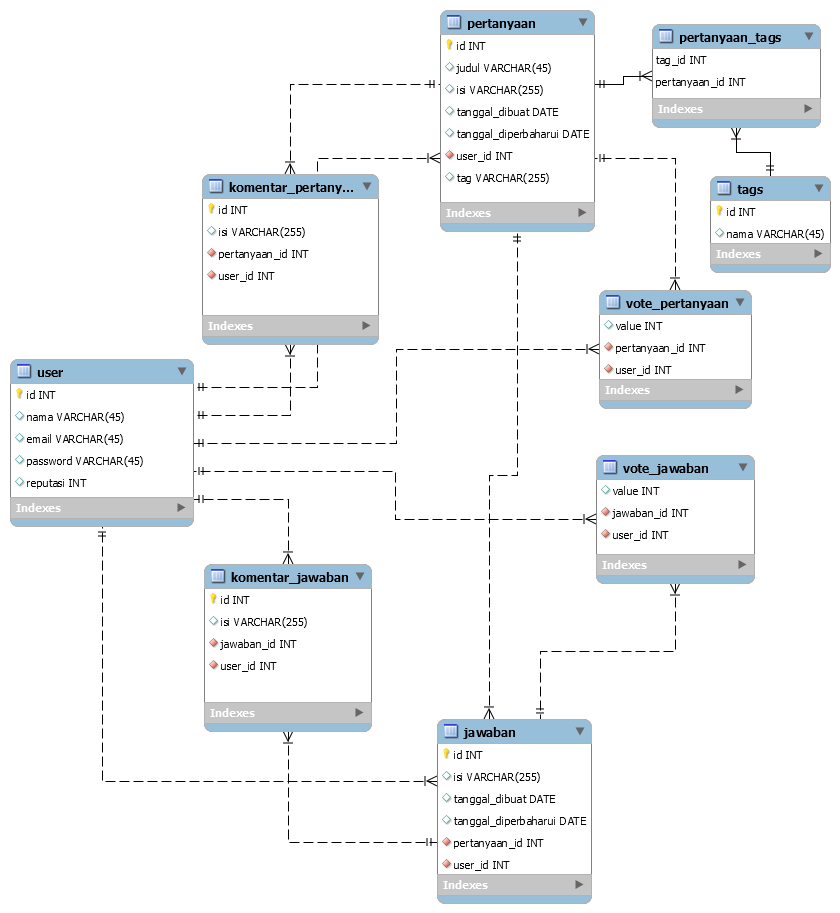 pertanyaan
id INT
judul VARCHAR(45)
isi VARCHAR(255)
tanggal_dibuat DATE
tanggal_diperbaharui DATE
user_id INT
tag VARCHAR(255)
Indexes
pertanyaan_tags
tag_id INT
pertanyaan_id INT
Indexes
tags
id INT
nama VARCHAR(45)
Indexes
komentar_pertany...
id INT
isi VARCHAR(255)
pertanyaan_id INT
user_id INT
Indexes
vote_pertanyaan
value INT
pertanyaan_id INT
user_id INT
Indexes
user
id INT
nama VARCHAR(45)
email VARCHAR(45)
password VARCHAR(45)
reputasi INT
Indexes
vote_jawaban
value INT
jawaban_id INT
user_id INT
Indexes
komentar_jawaban
id INT
isi VARCHAR(255)
jawaban_id INT
user_id INT
Indexes
jawaban
id INT
isi VARCHAR(255)
tanggal_dibuat DATE
tanggal_diperbaharui DATE
pertanyaan_id INT
user_id INT
Indexes